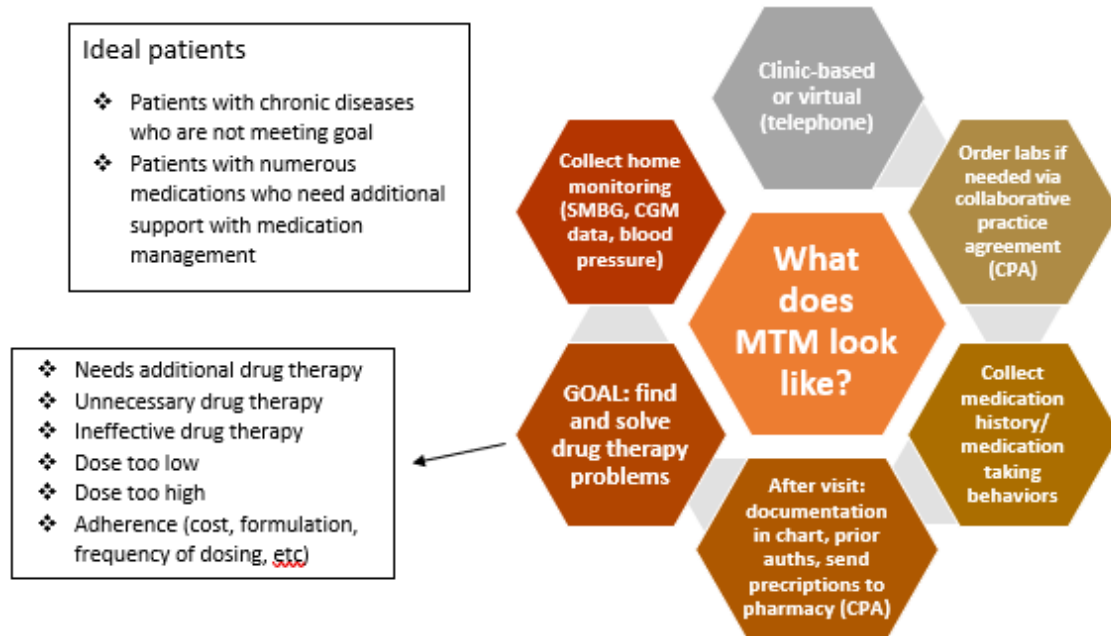 Ideal patients
❖ Patients with chronic diseases
who are not meeting goal
❖ Patients with numerous
medications who need additional
support with medication
management
❖ Needs additional drug therapy
❖ Unnecessary drug therapy
❖ Ineffective drug therapy
❖ Dose too low
❖ Dose too high
❖ Adherence (cost, formulation,
frequency of dosing, etc)
What
does
MTM look
like?
Clinic-based
or virtual
(telephone)
Order labs if
needed via
collaborative
practice
agreement
(CPA)
Collect
medication
history/
medication
taking
behaviors
After visit:
documentation
in chart, prior
auths, send
precriptions to
pharmacy (CPA)
GOAL: find
and solve
drug therapy
problems
Collect home
monitoring
(SMBG, CGM
data, blood
pressure)